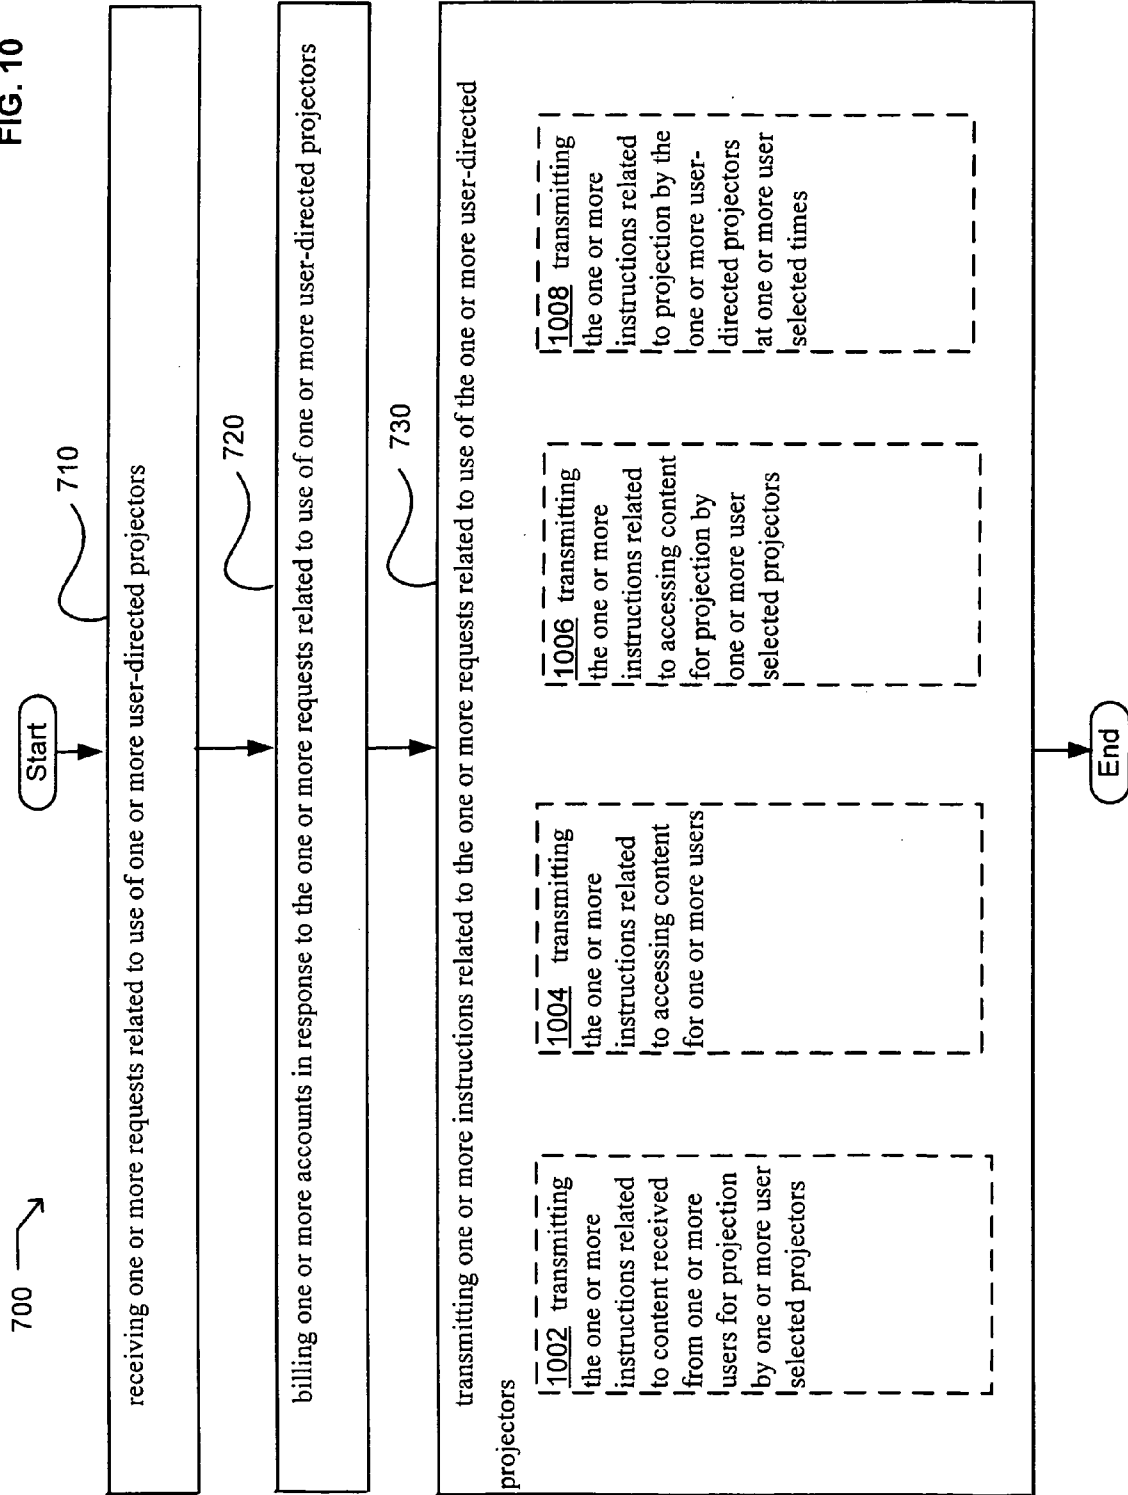 FIG. 10
700
Start
710
receiving one or more requests related to use of one or more user-directed projectors
720
billing one or more accounts in response to the one or more requests related to use of one or more user-directed projectors
730
transmitting one or more instructions related to the one or more requests related to use of the one or more user-directed
projectors
1002 transmitting
the one or more
instructions related
to content received
from one or more
users for projection
by one or more user
selected projectors
1004 transmitting
the one or more
instructions related
to accessing content
for one or more users
1006 transmitting
the one or more
instructions related
to accessing content
for projection by
one or more user
selected projectors
1008 transmitting
the one or more
instructions related
to projection by the
one or more user-
directed projectors
at one or more user
selected times
End